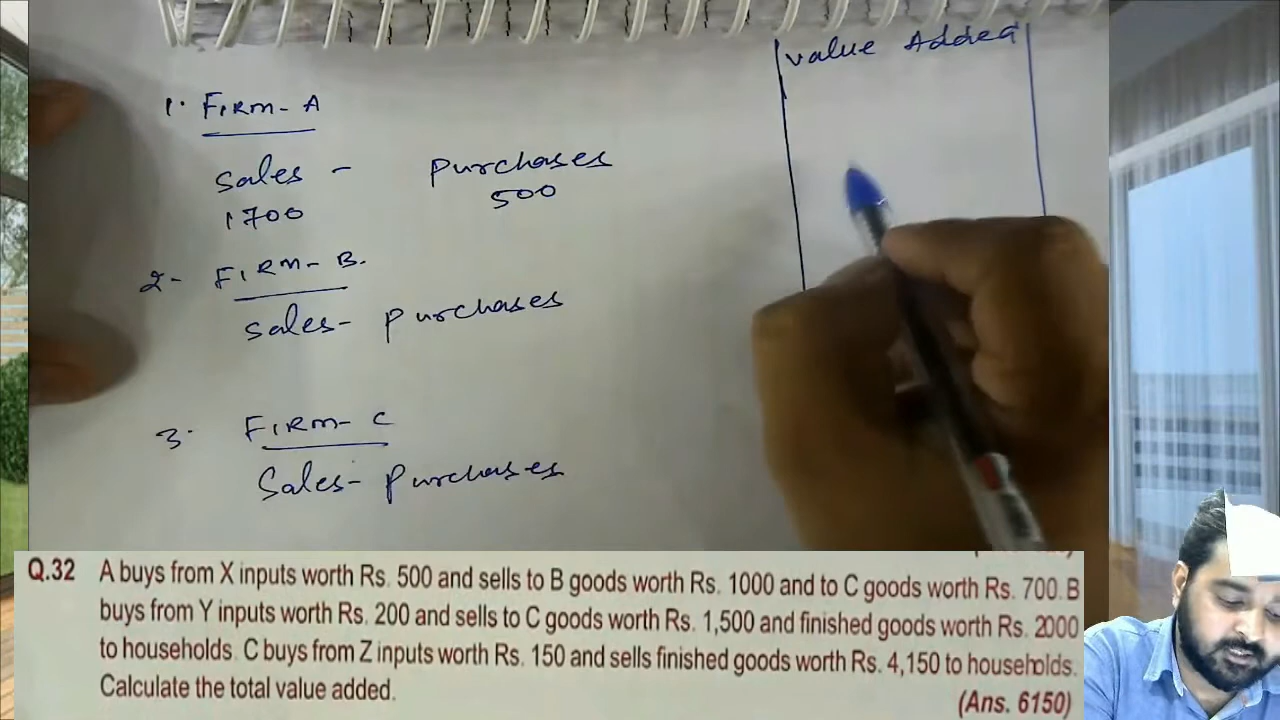 Value Added
1. FIRM-A
Sales - Purchases
1700 500
2- FIRM-B.
Sales- Purchases
3. FIRM-C
Sales- Purchases
Q.32 A buys from X inputs worth Rs. 500 and sells to B goods worth Rs. 1000 and to C goods worth Rs. 700. B
buys from Y inputs worth Rs. 200 and sells to C goods worth Rs. 1,500 and finished goods worth Rs. 2000
to households. C buys from Z inputs worth Rs. 150 and sells finished goods worth Rs. 4,150 to households.
Calculate the total value added.
(Ans. 6150)